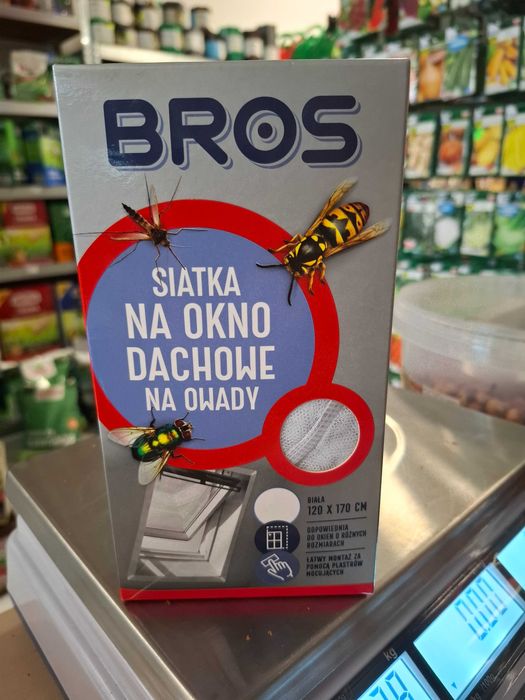 BROS
SIATKA
NA OKNO
DACHOWE
NA OWADY
BIAŁA
120 X 170 CM
ODPOWIEDNIA
DO OKIEN O RÓŻNYCH
ROZMIARACH
ŁATWY MONTAŻ ZA
POMOCĄ PLASTRÓW
MOCUJĄCYCH
kg